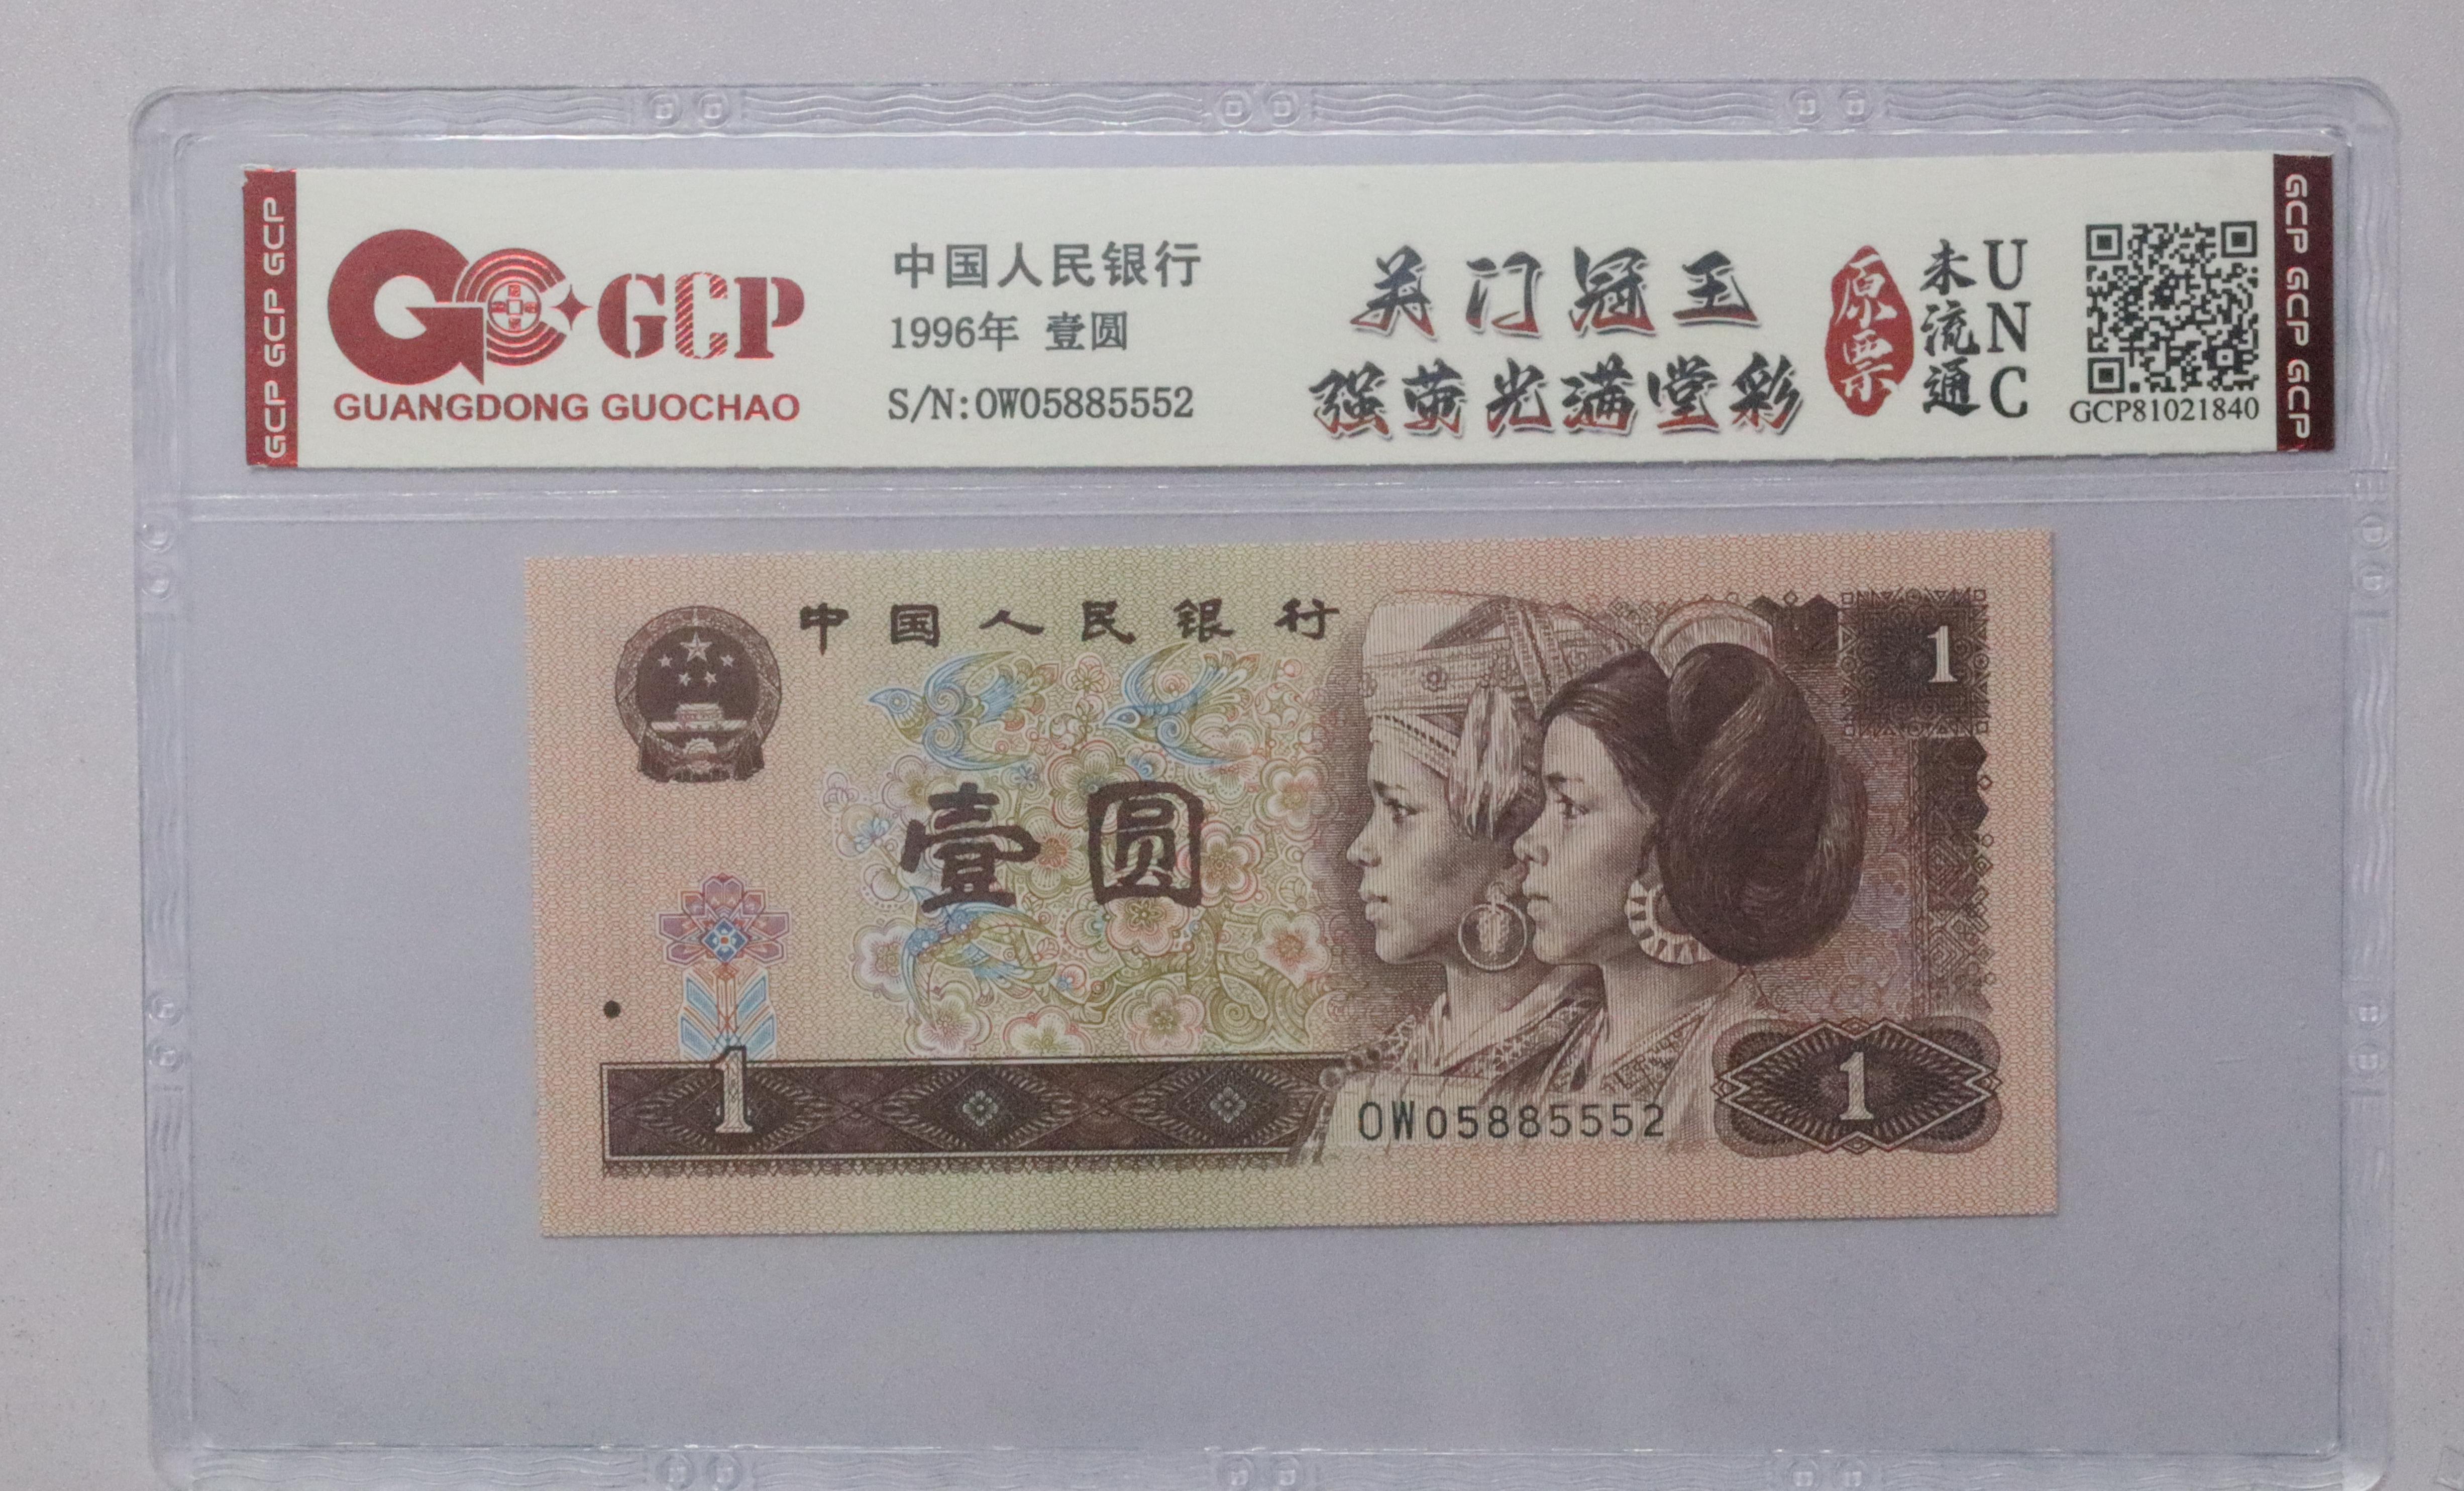 GCP GCP GCP
GCP
GUANGDONG GUOCHAO
中国人民银行
1996年 壹圆
S/N:OW05885552
关门冠王
强荧光满堂彩
原票
未流通
UNC
GCP81021840
GCP GCP GCP
中国人民银行
1
壹圆
1
OW05885552
1